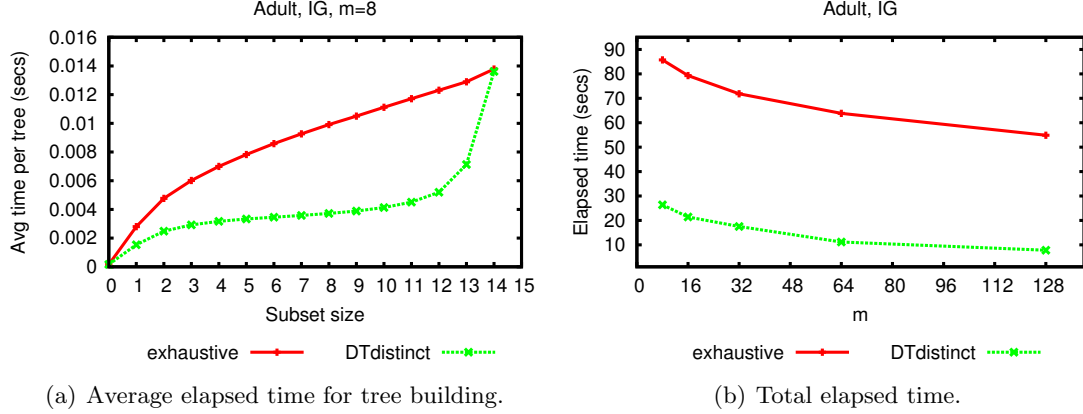 Adult, IG, m=8
Avg time per tree (secs)
0.016
0.014
0.012
0.01
0.008
0.006
0.004
0.002
0
0 1 2 3 4 5 6 7 8 9 10 11 12 13 14 15
Subset size
exhaustive
DTdistinct
(a) Average elapsed time for tree building.
Adult, IG
Elapsed time (secs)
90
80
70
60
50
40
30
20
10
0 16 32 48 64 80 96 112 128
m
exhaustive
DTdistinct
(b) Total elapsed time.